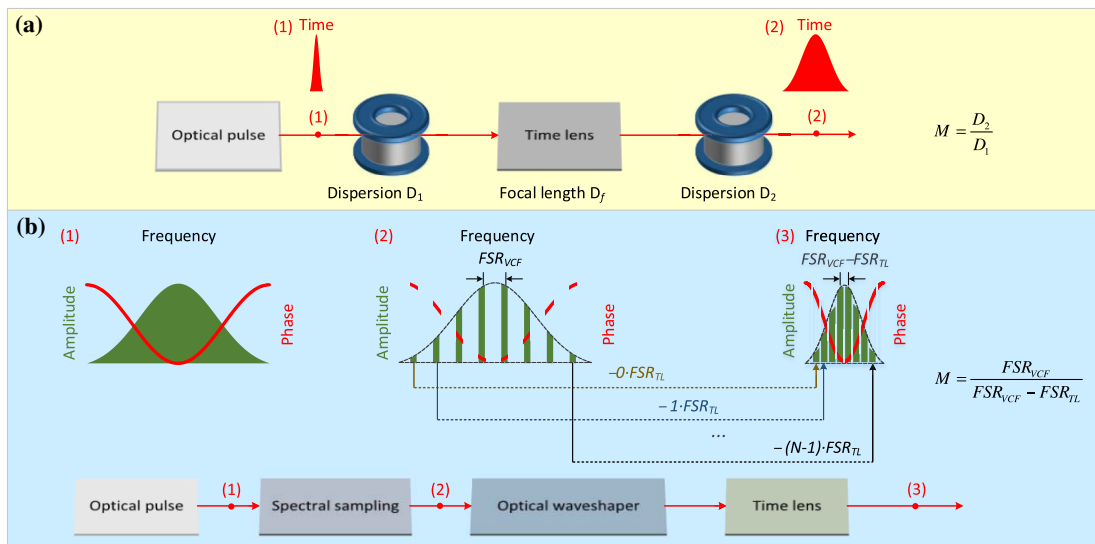 (a)
(1) Time
(2) Time
Optical pulse
(1)
Time lens
(2)
M = D2 / D1
Dispersion D1
Focal length Df
Dispersion D2
(b)
(1) Frequency
Amplitude
Phase
(2) Frequency
FSRVCF
Amplitude
Phase
(3) Frequency
FSRVCF−FSRTL
Amplitude
Phase
−0·FSRTL
− 1·FSRTL
...
− (N-1)·FSRTL
M = FSRVCF / FSRVCF − FSRTL
Optical pulse
(1)
Spectral sampling
(2)
Optical waveshaper
Time lens
(3)